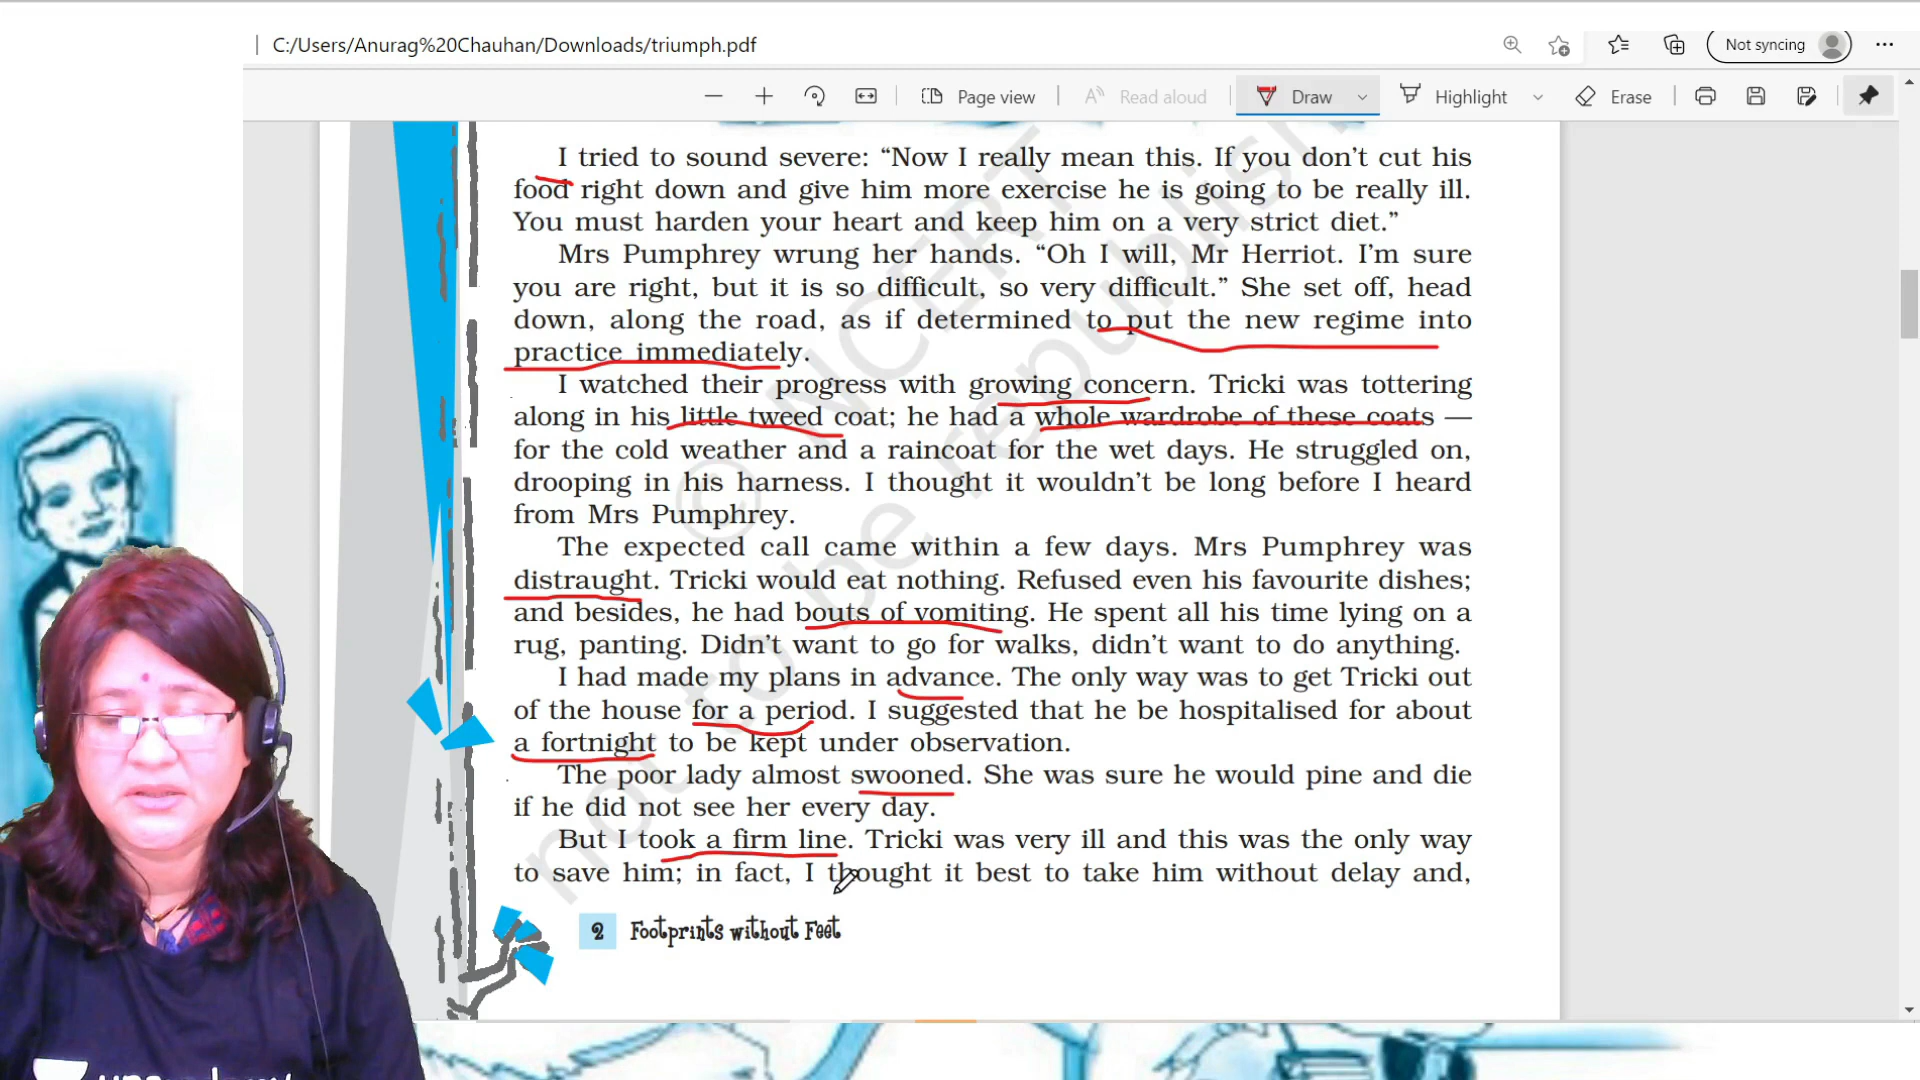 C:/Users/Anurag%20Chauhan/Downloads/triumph.pdf
Not syncing
Page view
Read aloud
Draw
Highlight
Erase
I tried to sound severe: “Now I really mean this. If you don’t cut his
food right down and give him more exercise he is going to be really ill.
You must harden your heart and keep him on a very strict diet.”
Mrs Pumphrey wrung her hands. “Oh I will, Mr Herriot. I’m sure
you are right, but it is so difficult, so very difficult.” She set off, head
down, along the road, as if determined to put the new regime into
practice immediately.
I watched their progress with growing concern. Tricki was tottering
along in his little tweed coat; he had a whole wardrobe of these coats —
for the cold weather and a raincoat for the wet days. He struggled on,
drooping in his harness. I thought it wouldn’t be long before I heard
from Mrs Pumphrey.
The expected call came within a few days. Mrs Pumphrey was
distraught. Tricki would eat nothing. Refused even his favourite dishes;
and besides, he had bouts of vomiting. He spent all his time lying on a
rug, panting. Didn’t want to go for walks, didn’t want to do anything.
I had made my plans in advance. The only way was to get Tricki out
of the house for a period. I suggested that he be hospitalised for about
a fortnight to be kept under observation.
The poor lady almost swooned. She was sure he would pine and die
if he did not see her every day.
But I took a firm line. Tricki was very ill and this was the only way
to save him; in fact, I thought it best to take him without delay and,
2 Footprints without Feet
© NCERT
not to be republish